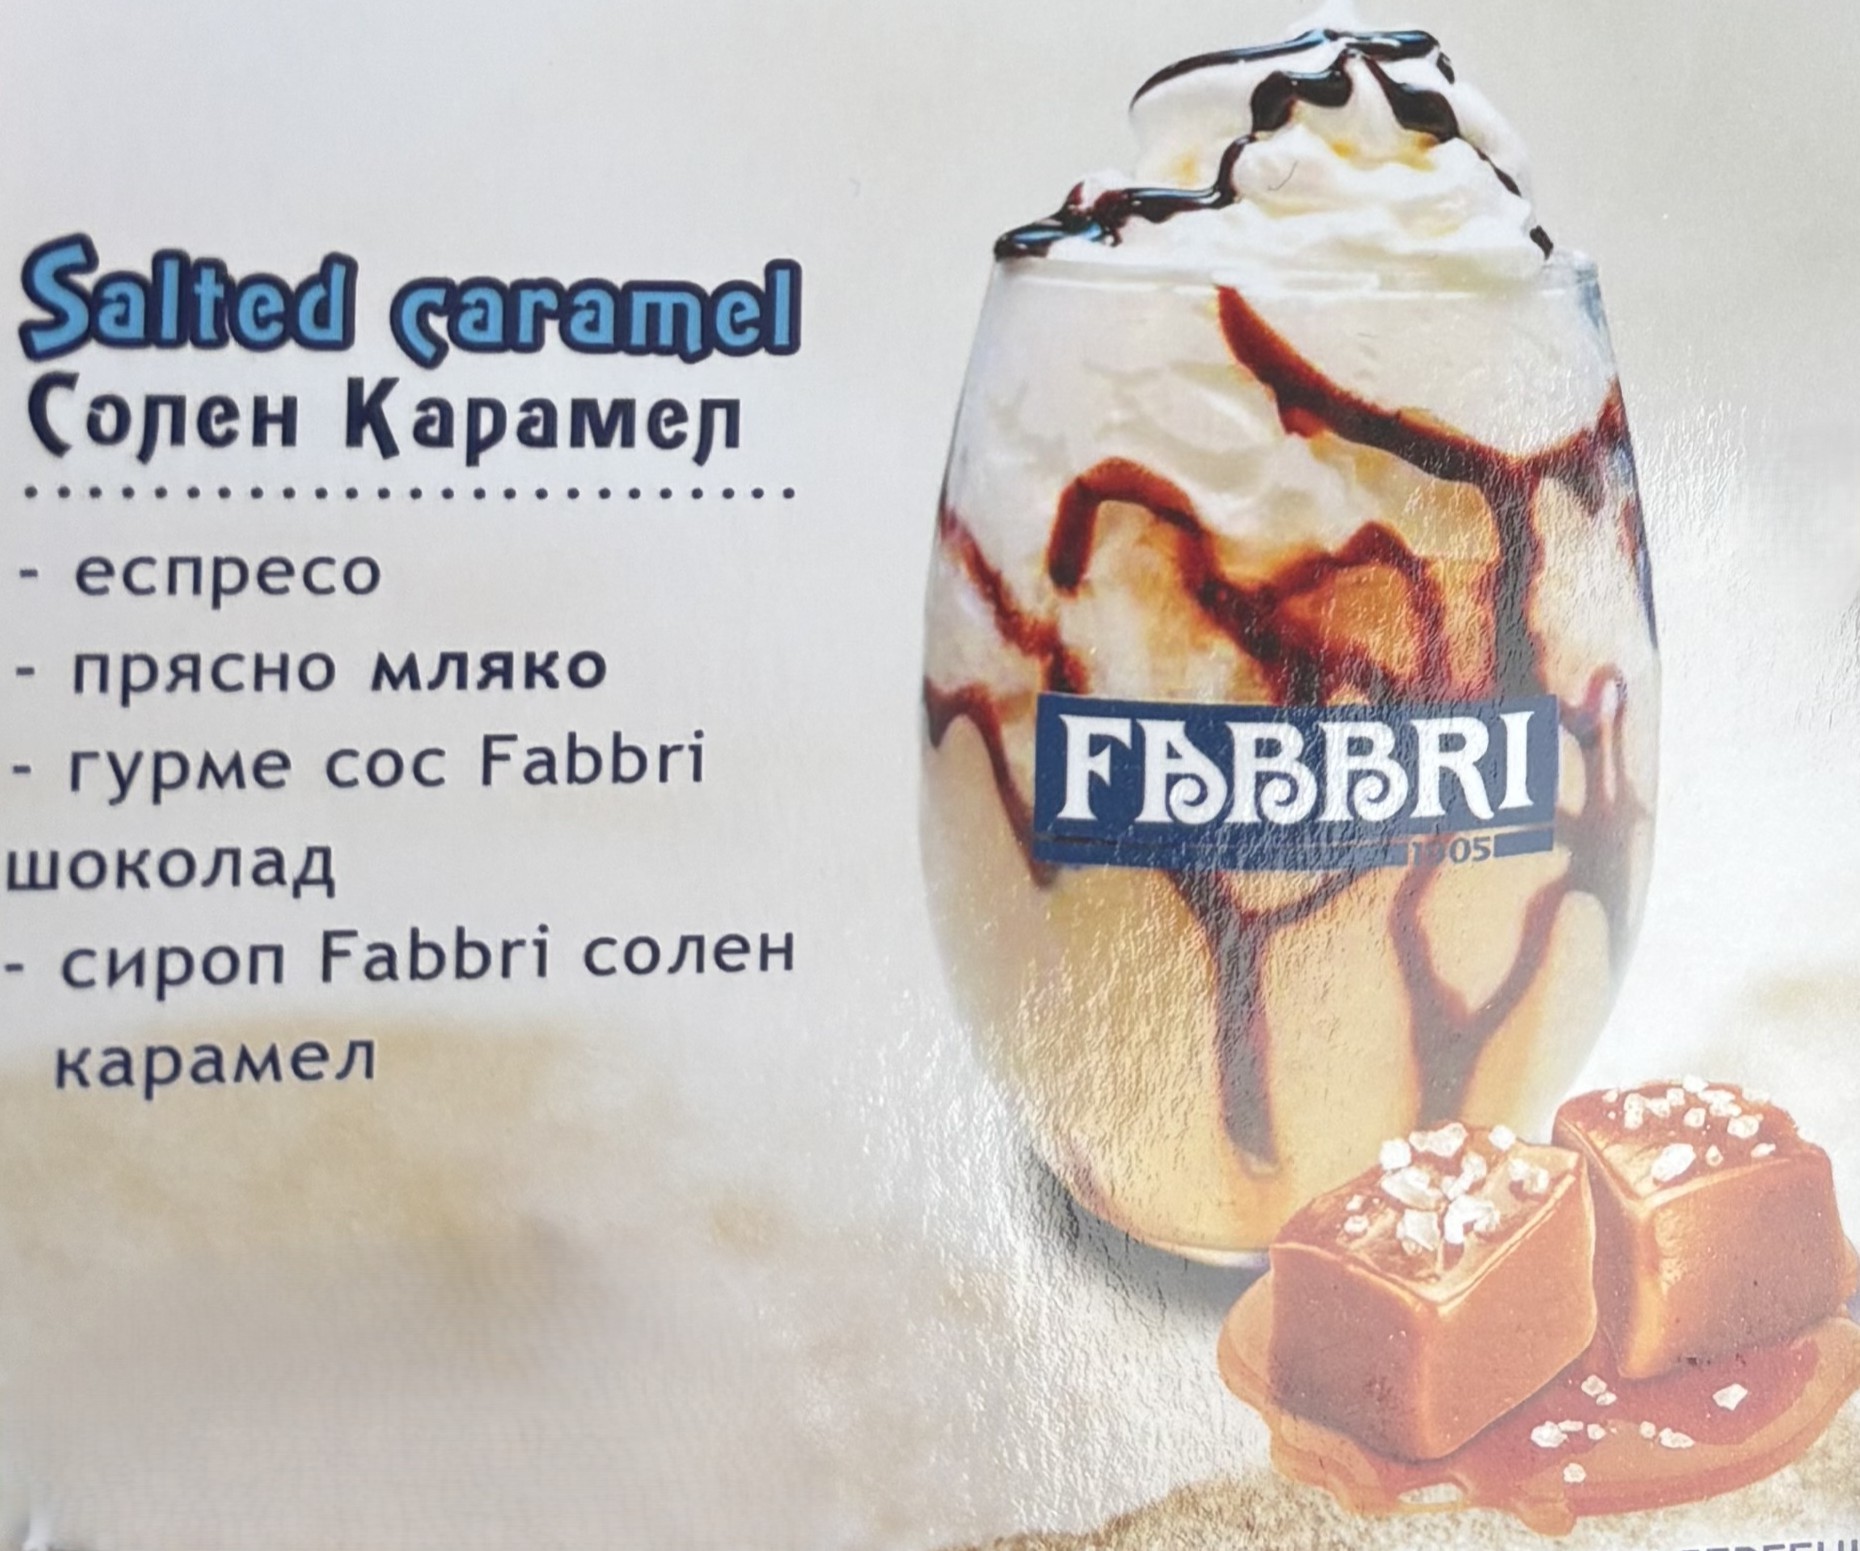 Salted caramel
Солен Карамел
- еспресо
- прясно мляко
- гурме сос Fabbri
шоколад
- сироп Fabbri солен
карамел
FABBRI
1905